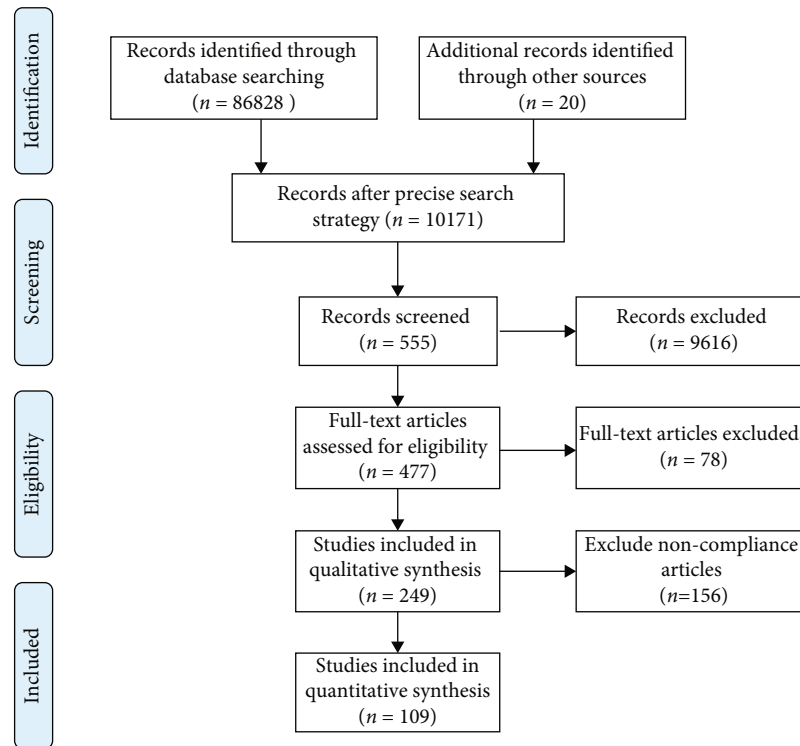 Identification
Records identified through
database searching
(n = 86828 )
Additional records identified
through other sources
(n = 20)
Records after precise search
strategy (n = 10171)
Screening
Records screened
(n = 555)
Records excluded
(n = 9616)
Eligibility
Full-text articles
assessed for eligibility
(n = 477)
Full-text articles excluded
(n = 78)
Studies included in
qualitative synthesis
(n = 249)
Exclude non-compliance
articles
(n=156)
Included
Studies included in
quantitative synthesis
(n = 109)